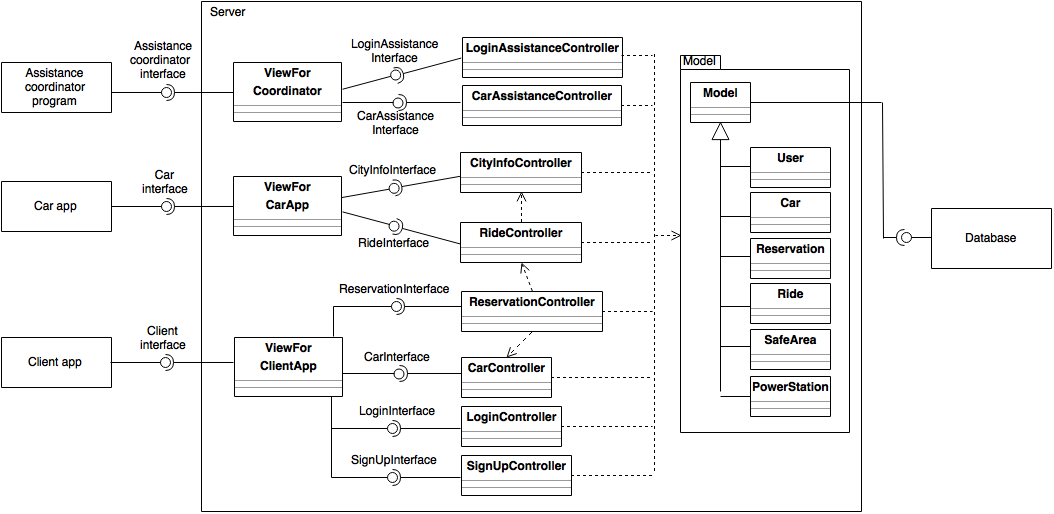 Server
Assistance
coordinator
interface
LoginAssistance
Interface
LoginAssistanceController
Model
Assistance
coordinator
program
ViewFor
Coordinator
CarAssistanceController
Model
CarAssistance
Interface
Car
interface
CityInfoInterface
CityInfoController
User
Car app
ViewFor
CarApp
Car
RideInterface
RideController
Reservation
Database
ReservationInterface
ReservationController
Ride
Client
interface
SafeArea
Client app
ViewFor
ClientApp
CarInterface
CarController
PowerStation
LoginInterface
LoginController
SignUpInterface
SignUpController